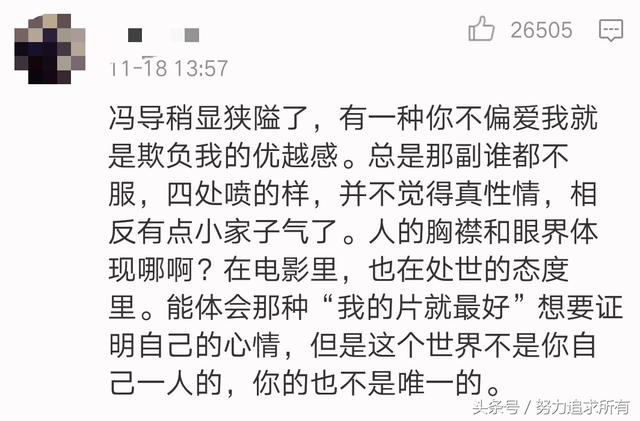 26505
11-18 13:57
冯导稍显狭隘了，有一种你不偏爱我就
是欺负我的优越感。总是那副谁都不
服，四处喷的样，并不觉得真性情，相
反有点小家子气了。人的胸襟和眼界体
现哪啊？在电影里，也在处世的态度
里。能体会那种“我的片就最好”想要证
明自己的心情，但是这个世界不是你自
己一人的，你的也不是唯一的。
头条号／努力追求所有